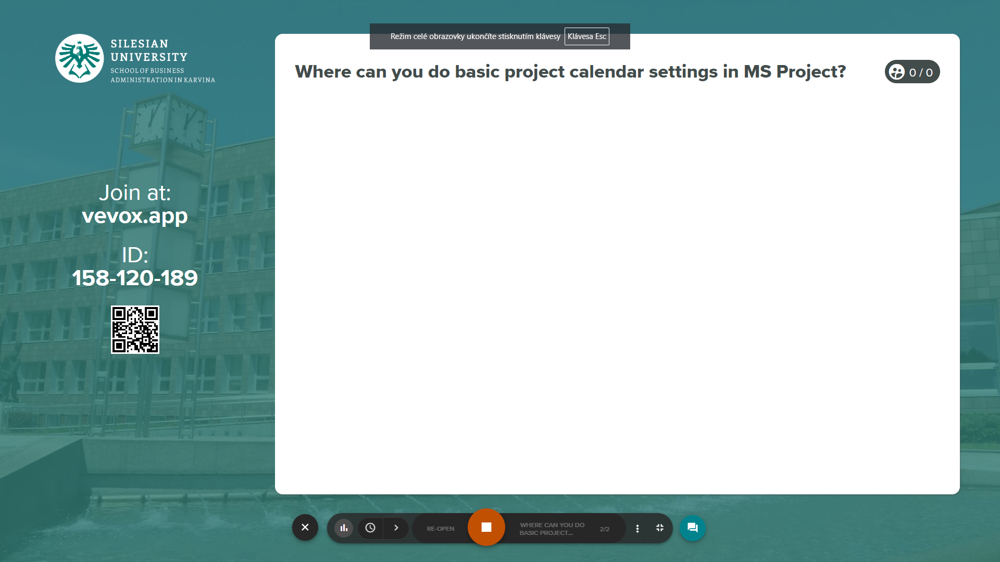 SILESIAN
UNIVERSITY
SCHOOL OF BUSINESS
ADMINISTRATION IN KARVINA
Join at:
vevox.app
ID:
158-120-189
Režim celé obrazovky ukončíte stisknutím klávesy Klávesa Esc
Where can you do basic project calendar settings in MS Project?
0 / 0
RE-OPEN
WHERE CAN YOU DO
BASIC PROJECT...
2/2